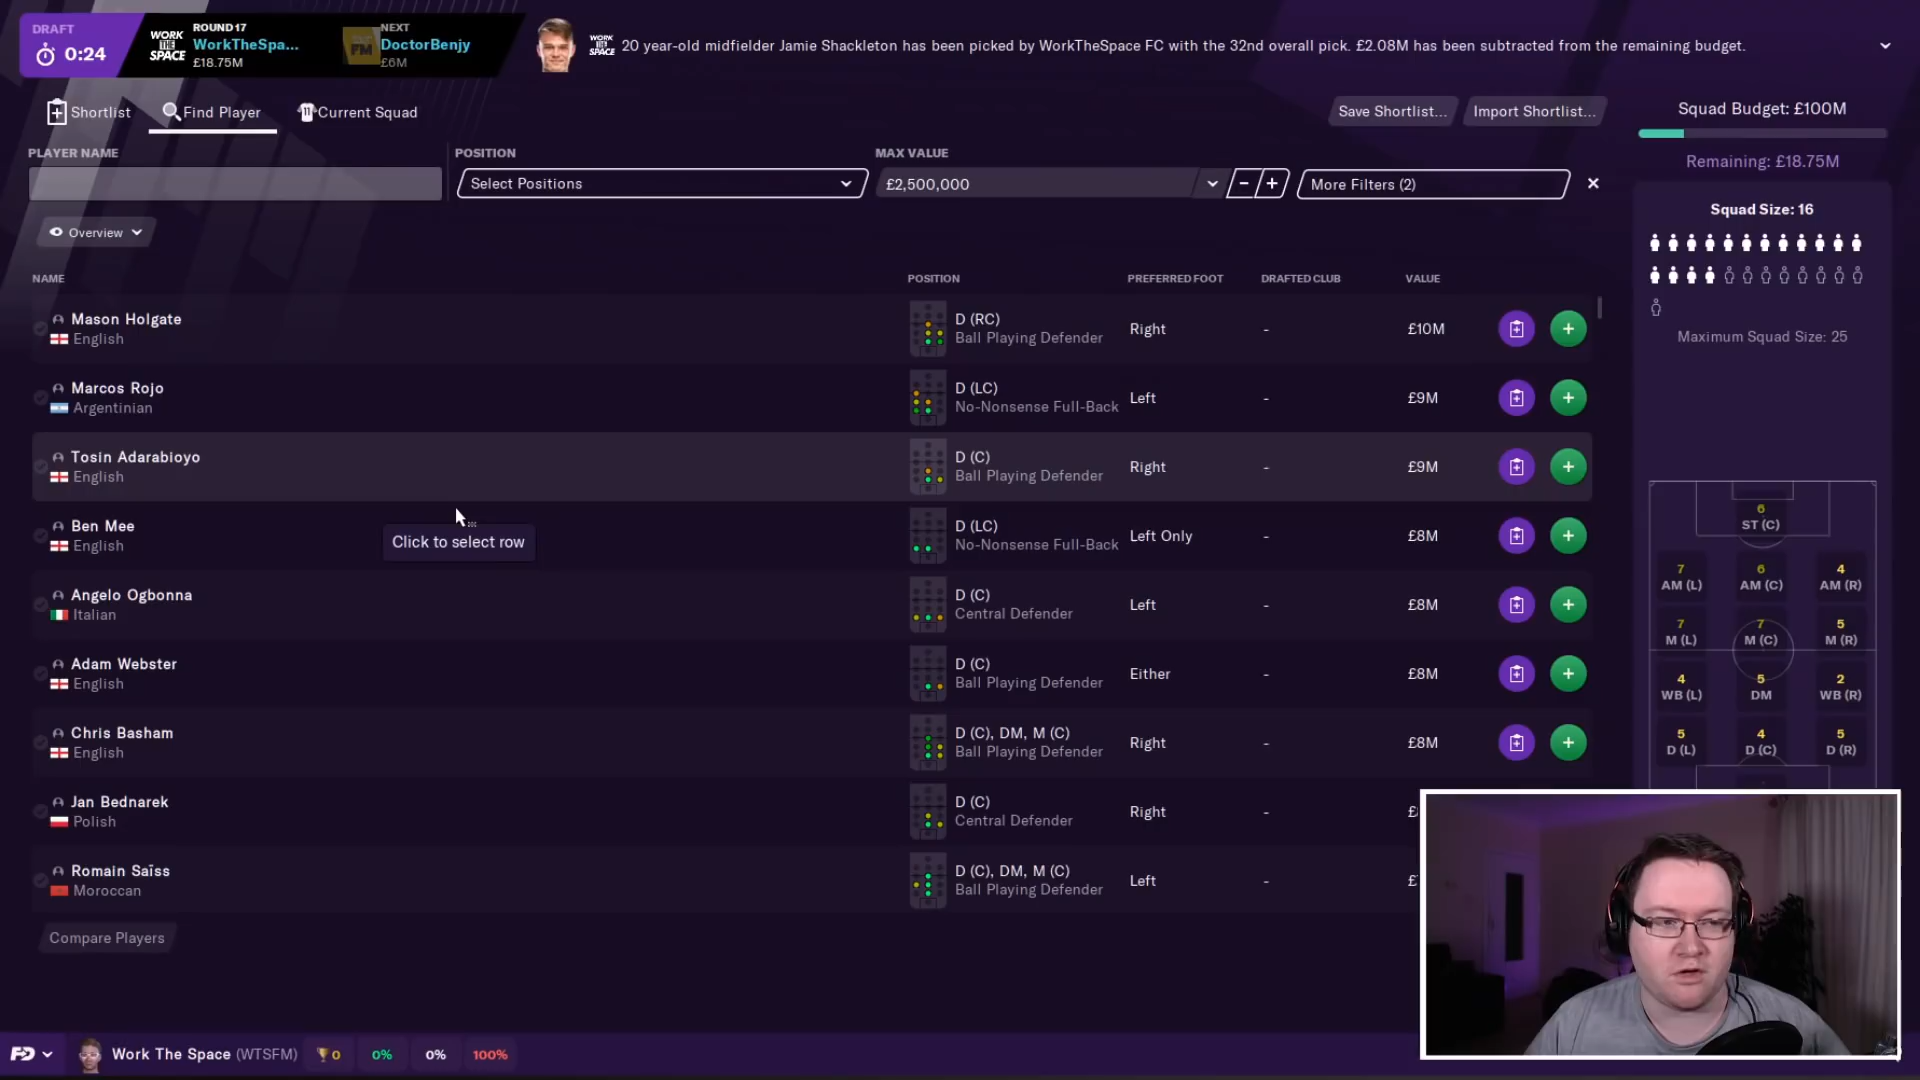 DRAFT
0:24
WORK THE SPACE
ROUND 17
WorkTheSpa...
£18.75M
FM
NEXT
DoctorBenjy
£6M
WORK THE SPACE
20 year-old midfielder Jamie Shackleton has been picked by WorkTheSpace FC with the 32nd overall pick. £2.08M has been subtracted from the remaining budget.
Shortlist
Find Player
11
Current Squad
Save Shortlist...
Import Shortlist...
Squad Budget: £100M
Remaining: £18.75M
PLAYER NAME
POSITION
MAX VALUE
Select Positions
£2,500,000
More Filters (2)
Overview
Squad Size: 16
Maximum Squad Size: 25
NAME
POSITION
PREFERRED FOOT
DRAFTED CLUB
VALUE
Mason Holgate
English
D (RC)
Ball Playing Defender
Right
-
£10M
Marcos Rojo
Argentinian
D (LC)
No-Nonsense Full-Back
Left
-
£9M
Tosin Adarabioyo
English
D (C)
Ball Playing Defender
Right
-
£9M
Ben Mee
English
D (LC)
No-Nonsense Full-Back
Left Only
-
£8M
Click to select row
Angelo Ogbonna
Italian
D (C)
Central Defender
Left
-
£8M
Adam Webster
English
D (C)
Ball Playing Defender
Either
-
£8M
Chris Basham
English
D (C), DM, M (C)
Ball Playing Defender
Right
-
£8M
Jan Bednarek
Polish
D (C)
Central Defender
Right
-
Romain Saïss
Moroccan
D (C), DM, M (C)
Ball Playing Defender
Left
-
Compare Players
6
ST (C)
7
AM (L)
6
AM (C)
4
AM (R)
7
M (L)
7
M (C)
5
M (R)
4
WB (L)
5
DM
2
WB (R)
5
D (L)
4
D (C)
5
D (R)
FD
Work The Space (WTSFM)
0
0%
0%
100%